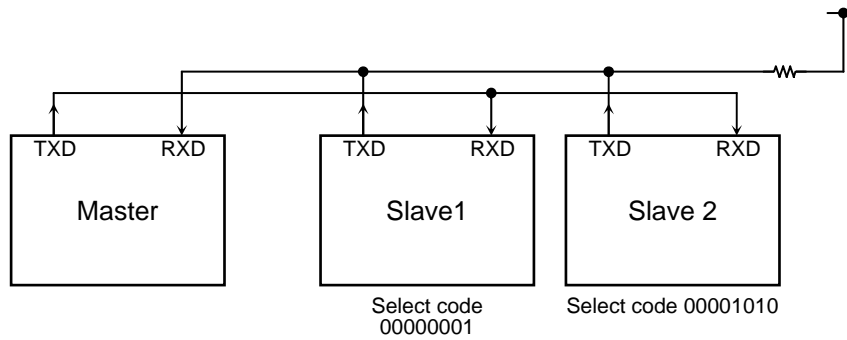 TXD RXD TXD RXD TXD RXD
Master Slave1 Slave 2
Select code
00000001
Select code 00001010